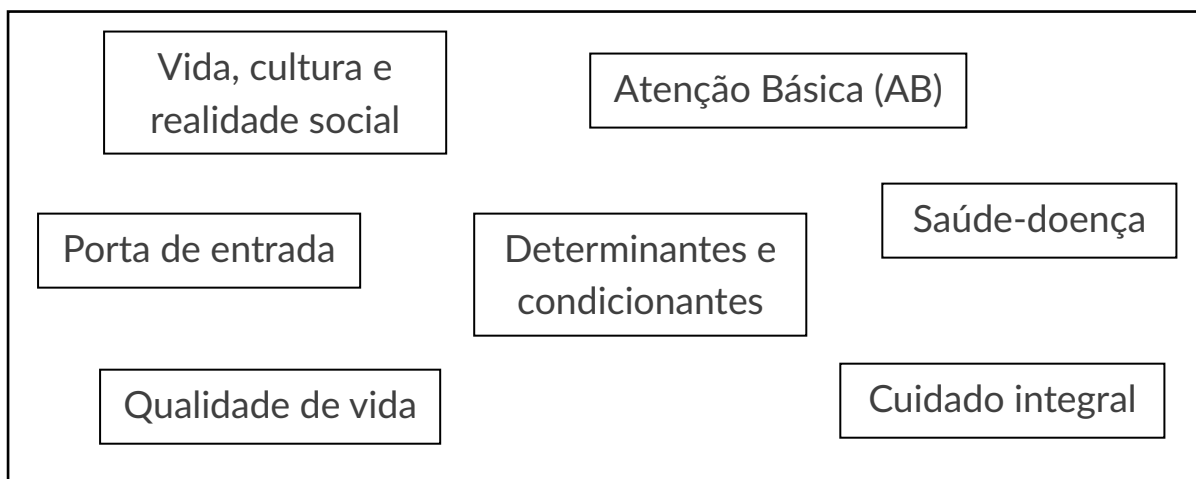 Vida, cultura e
realidade social
Atenção Básica (AB)
Saúde-doença
Porta de entrada
Determinantes e
condicionantes
Qualidade de vida
Cuidado integral